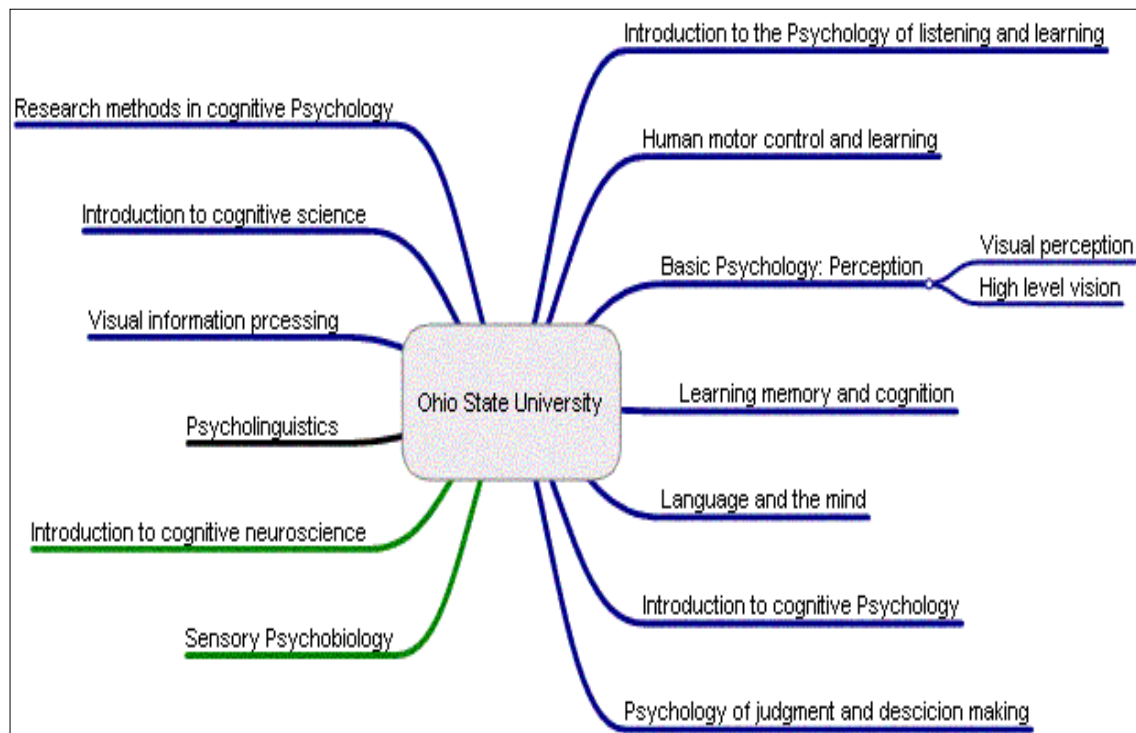 Introduction to the Psychology of listening and learning
Research methods in cognitive Psychology
Human motor control and learning
Introduction to cognitive science
Basic Psychology: Perception
Visual perception
High level vision
Visual information prcessing
Ohio State University
Learning memory and cognition
Psycholinguistics
Language and the mind
Introduction to cognitive neuroscience
Introduction to cognitive Psychology
Sensory Psychobiology
Psychology of judgment and descicion making